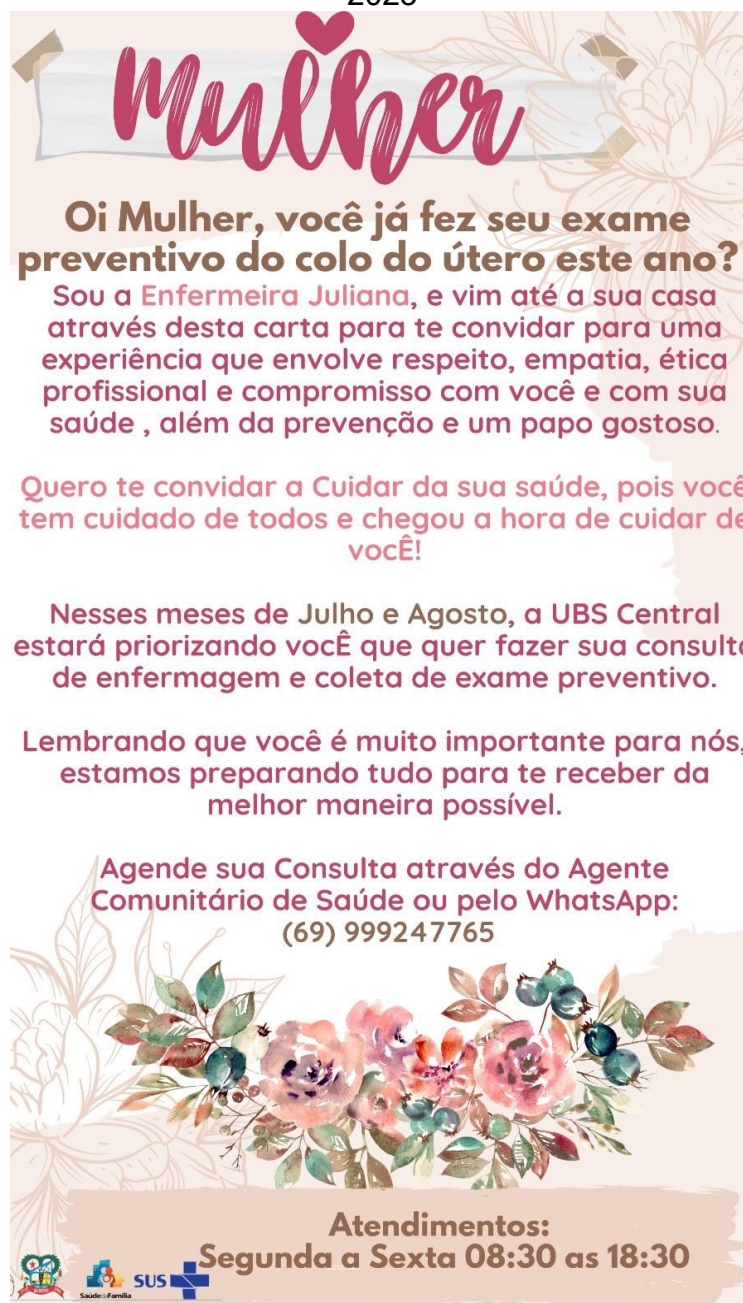 Mulher
Oi Mulher, você já fez seu exame
preventivo do colo do útero este ano?
Sou a Enfermeira Juliana, e vim até a sua casa
através desta carta para te convidar para uma
experiência que envolve respeito, empatia, ética
profissional e compromisso com você e com sua
saúde , além da prevenção e um papo gostoso.
Quero te convidar a Cuidar da sua saúde, pois você
tem cuidado de todos e chegou a hora de cuidar de
vocÊ!
Nesses meses de Julho e Agosto, a UBS Central
estará priorizando vocÊ que quer fazer sua consulta
de enfermagem e coleta de exame preventivo.
Lembrando que você é muito importante para nós,
estamos preparando tudo para te receber da
melhor maneira possível.
Agende sua Consulta através do Agente
Comunitário de Saúde ou pelo WhatsApp:
(69) 999247765
Atendimentos:
Segunda a Sexta 08:30 as 18:30
SaúdedaFamília
SUS